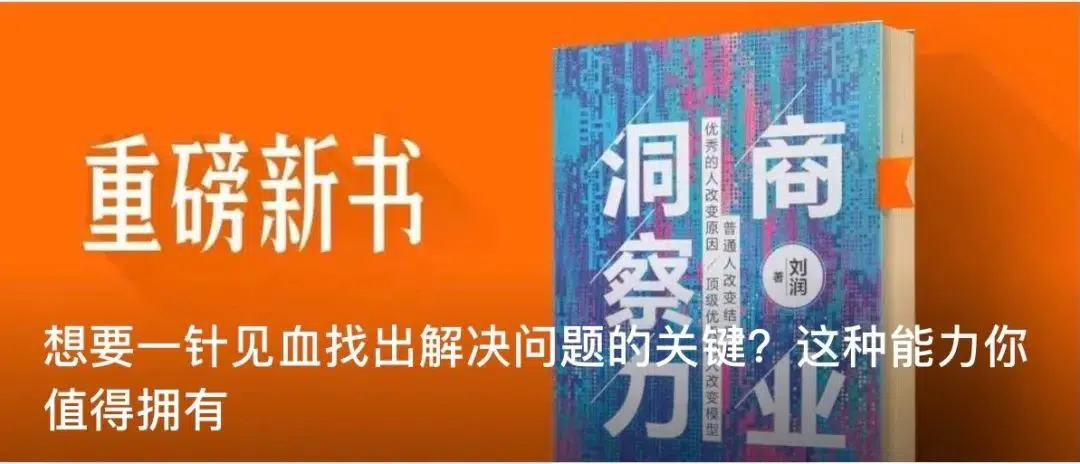 重磅新书
商业
洞察力
普通人改变结
优秀的人改变原因 / 顶级优
人改变模型
刘润
著
想要一针见血找出解决问题的关键？这种能力你
值得拥有